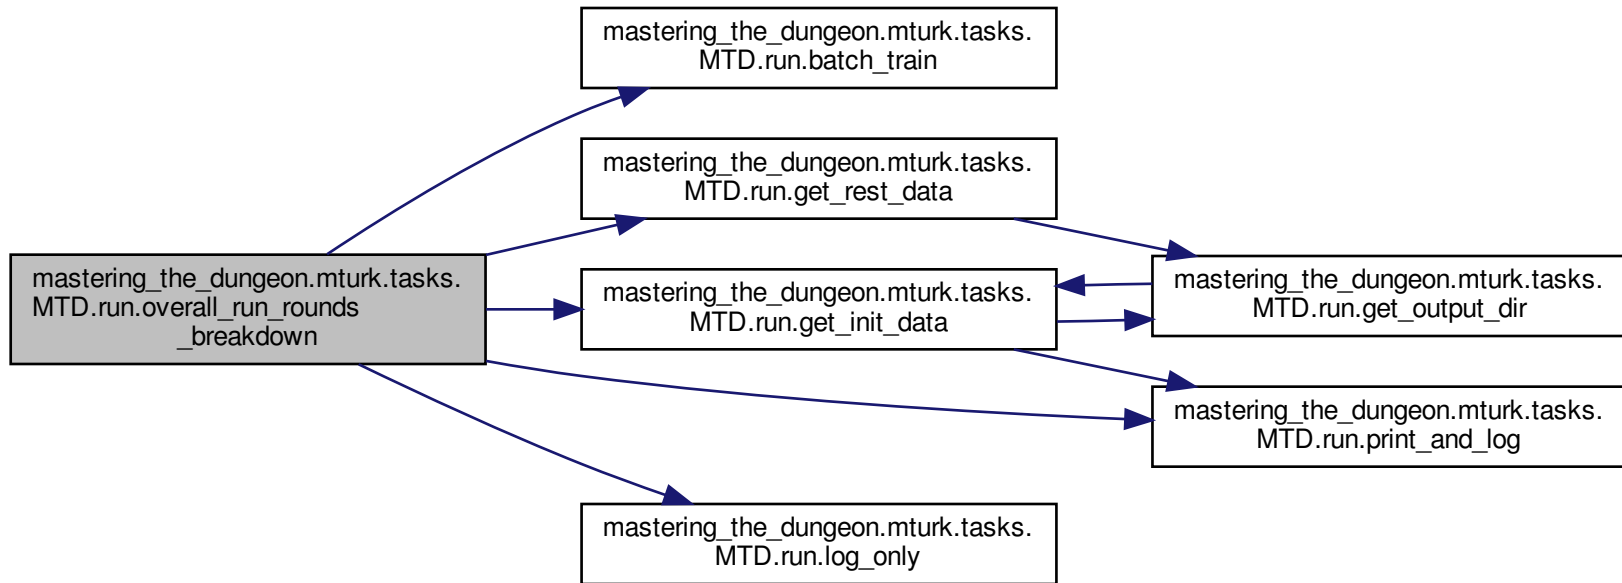 mastering_the_dungeon.mturk.tasks.
MTD.run.batch_train
mastering_the_dungeon.mturk.tasks.
MTD.run.get_rest_data
mastering_the_dungeon.mturk.tasks.
MTD.run.overall_run_rounds
_breakdown
mastering_the_dungeon.mturk.tasks.
MTD.run.get_init_data
mastering_the_dungeon.mturk.tasks.
MTD.run.get_output_dir
mastering_the_dungeon.mturk.tasks.
MTD.run.print_and_log
mastering_the_dungeon.mturk.tasks.
MTD.run.log_only